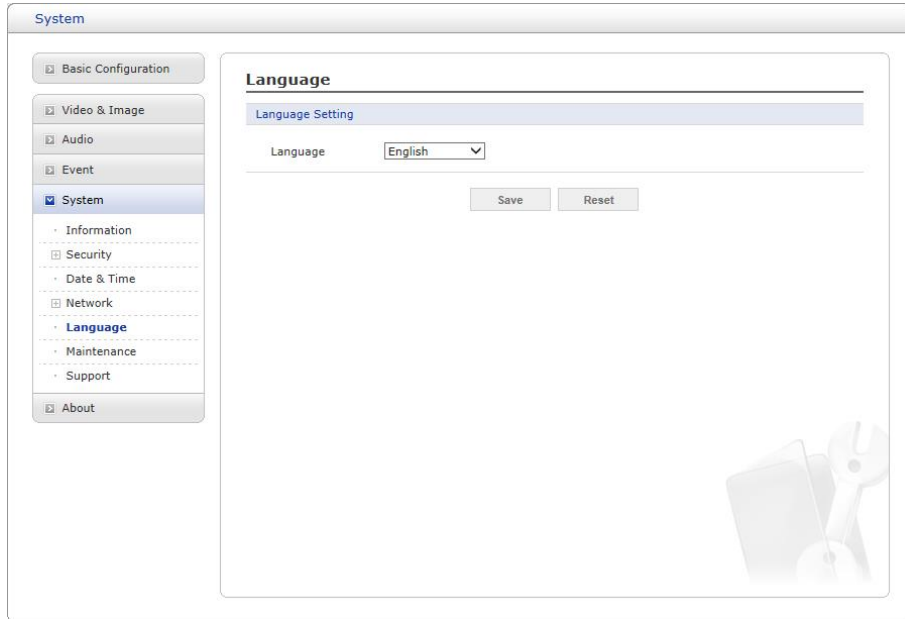 System
Basic Configuration
Video & Image
Audio
Event
System
Information
Security
Date & Time
Network
Language
Maintenance
Support
About
Language
Language Setting
Language English
Save Reset